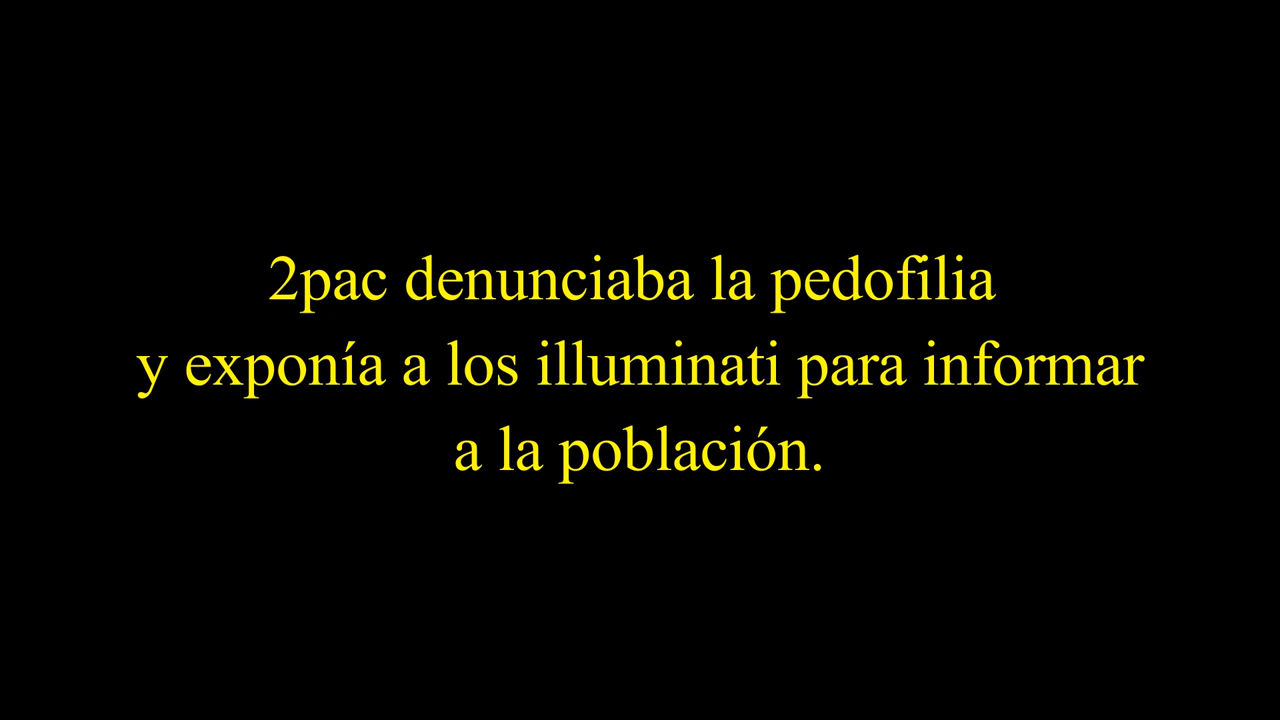 2pac denunciaba la pedofilia
y exponía a los illuminati para informar
a la población.